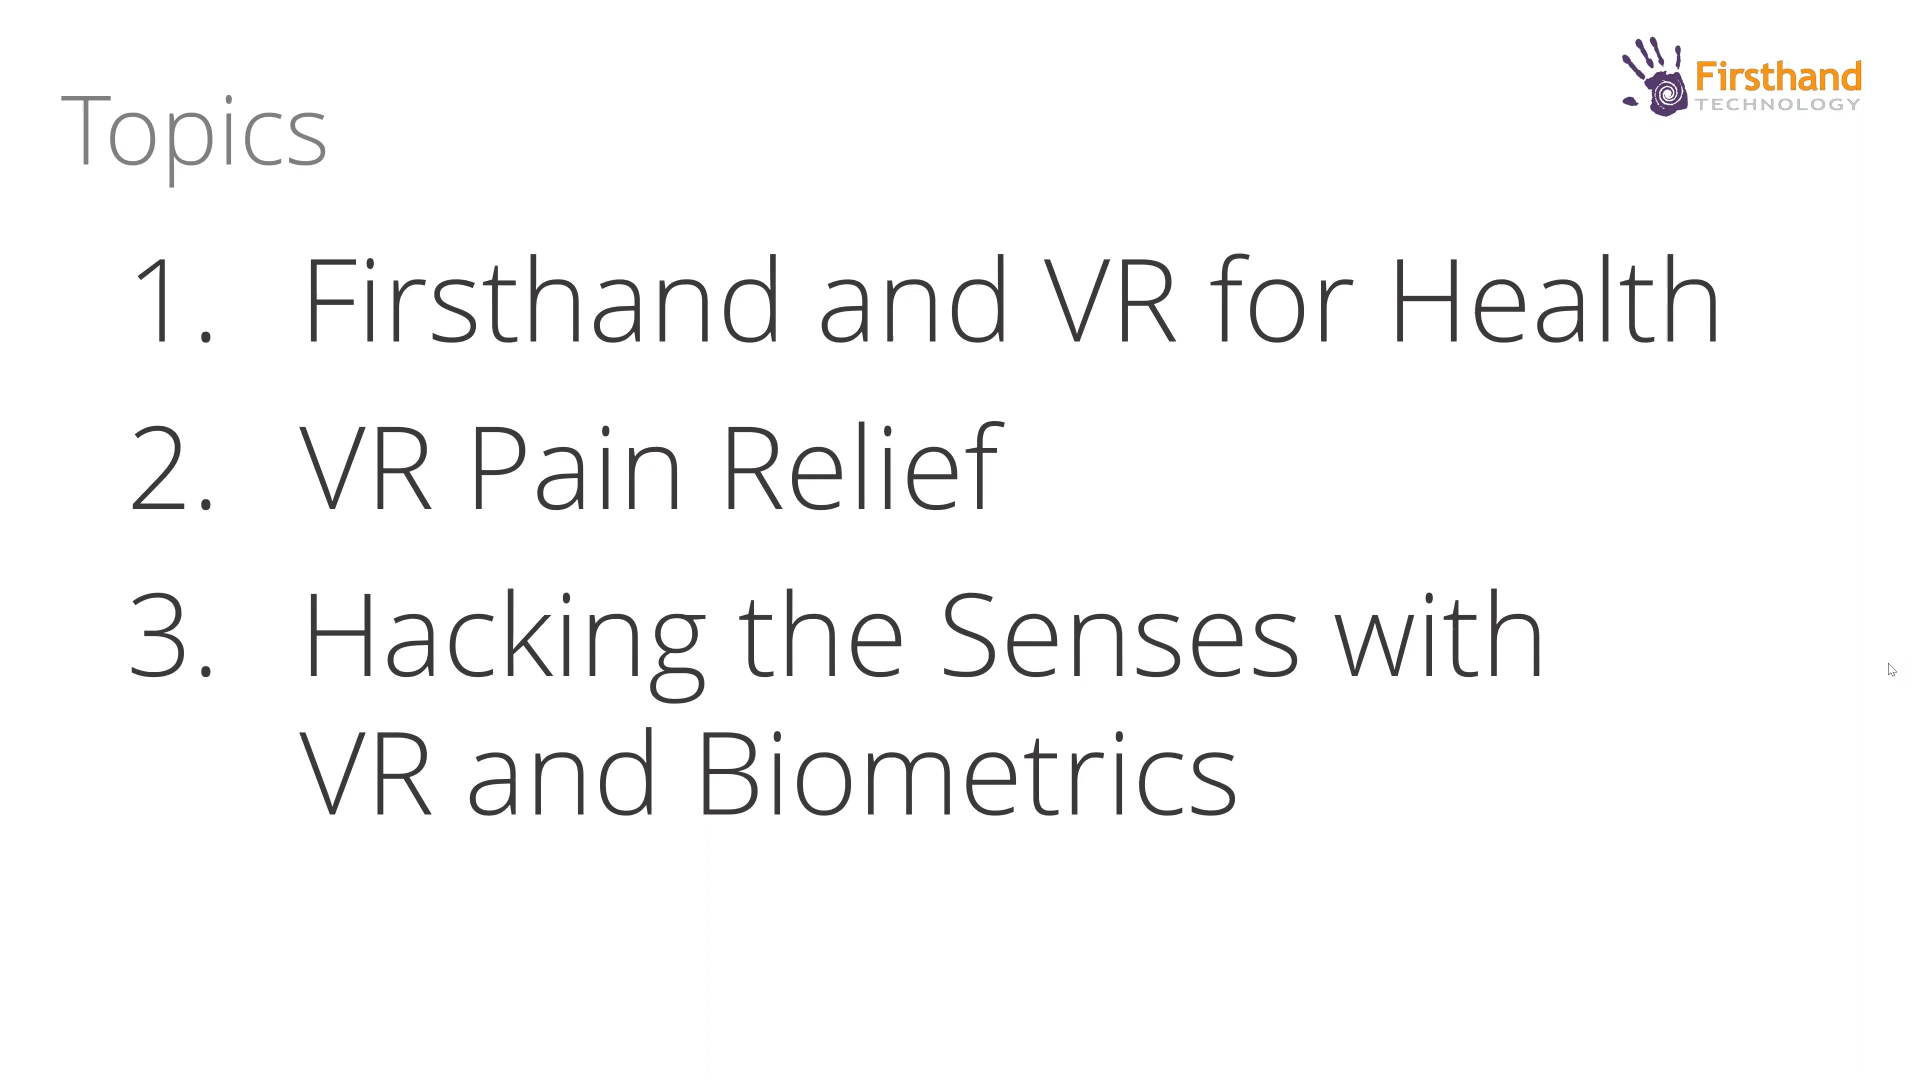 Firsthand
TECHNOLOGY
Topics
1. Firsthand and VR for Health
2. VR Pain Relief
3. Hacking the Senses with
VR and Biometrics